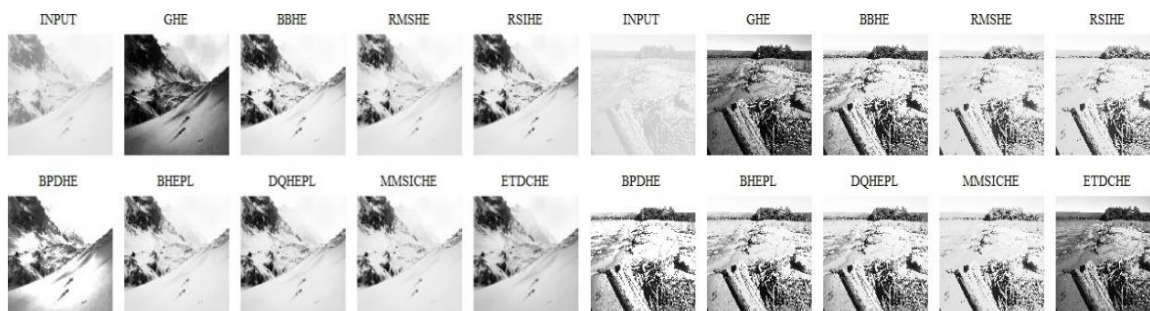 INPUT GHE BBHE RMSHE RSIHE INPUT GHE BBHE RMSHE RSIHE
BPDHE BHEPL DQHEPL MMSICHE ETDCHE BPDHE BHEPL DQHEPL MMSICHE ETDCHE